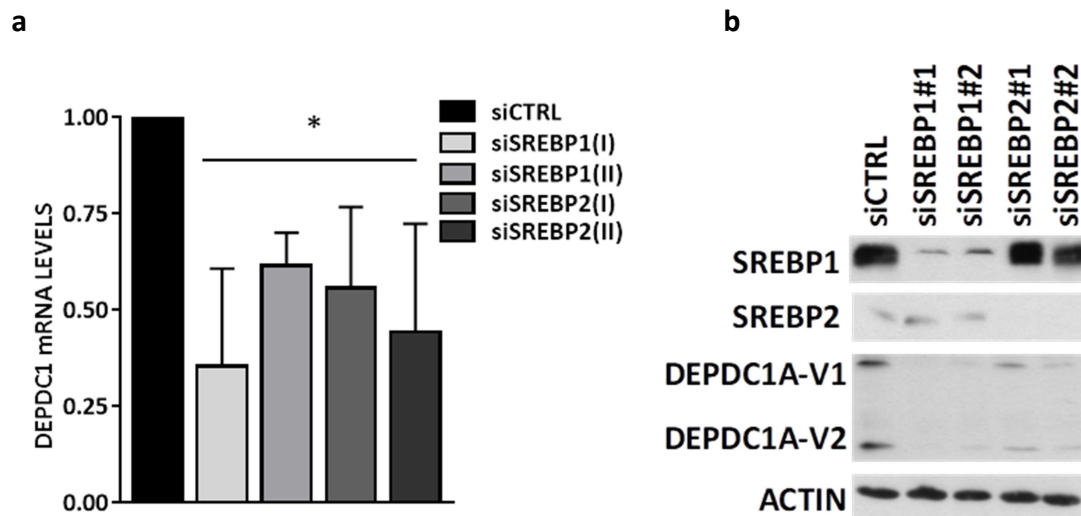 a
DEPDC1 mRNA LEVELS
1.00
0.75
0.50
0.25
0.00
*
siCTRL
siSREBP1(I)
siSREBP1(II)
siSREBP2(I)
siSREBP2(II)
b
siCTRL
siSREBP1#1
siSREBP1#2
siSREBP2#1
siSREBP2#2
SREBP1
SREBP2
DEPDC1A-V1
DEPDC1A-V2
ACTIN